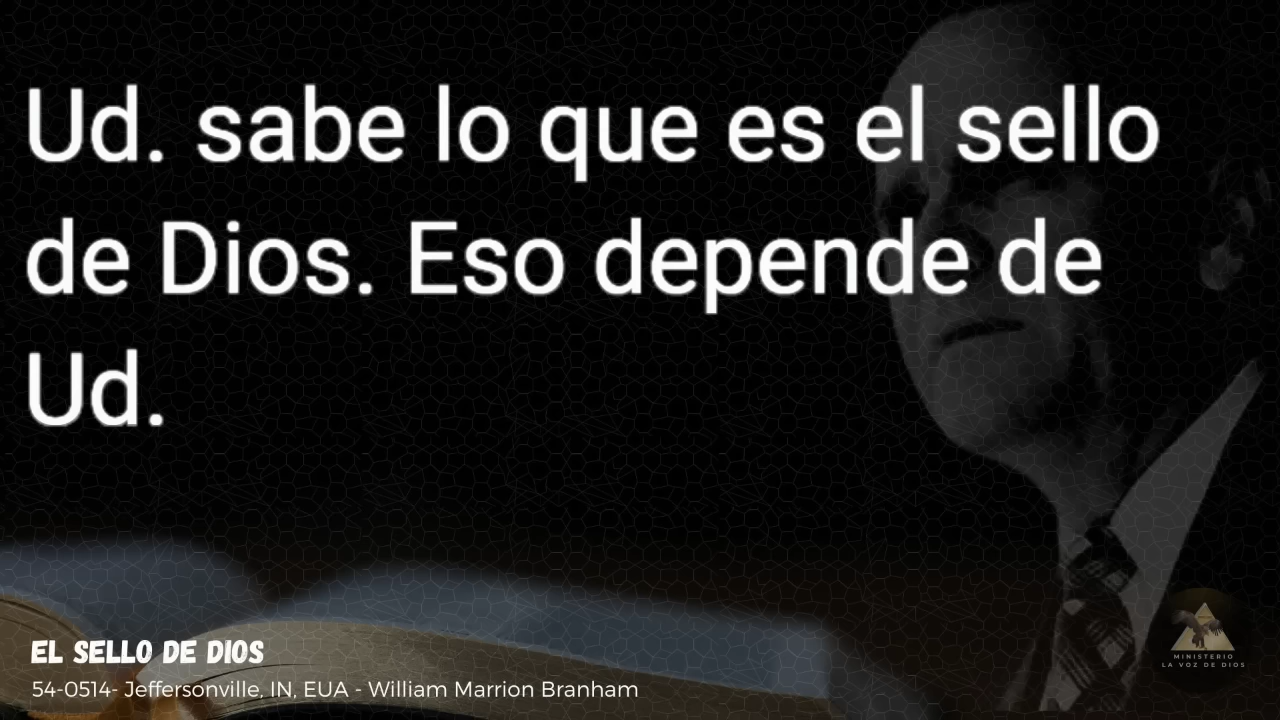 Ud. sabe lo que es el sello
de Dios. Eso depende de
Ud.
EL SELLO DE DIOS
54-0514- Jeffersonville, IN, EUA - William Marrion Branham
MINISTERIO
LA VOZ DE DIOS